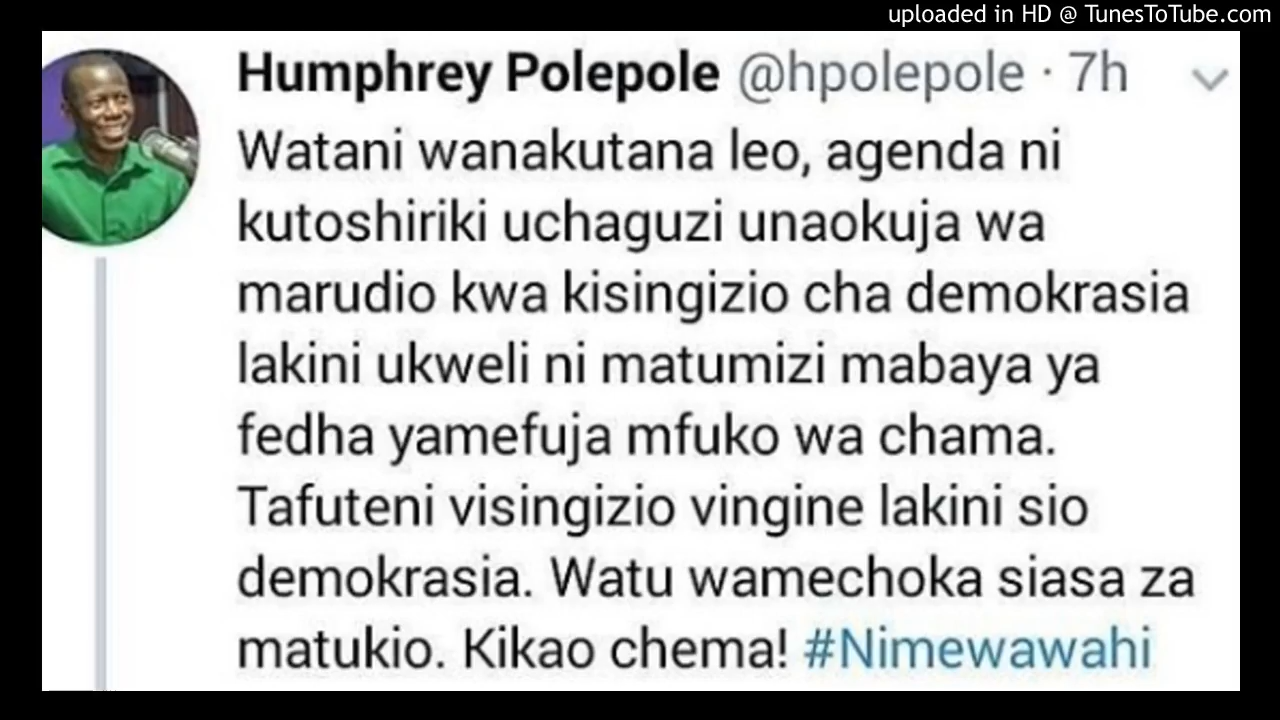 uploaded in HD @ TunesToTube.com
Humphrey Polepole @hpolepole · 7h
Watani wanakutana leo, agenda ni
kutoshiriki uchaguzi unaokuja wa
marudio kwa kisingizio cha demokrasia
lakini ukweli ni matumizi mabaya ya
fedha yamefuja mfuko wa chama.
Tafuteni visingizio vingine lakini sio
demokrasia. Watu wamechoka siasa za
matukio. Kikao chema! #Nimewawahi